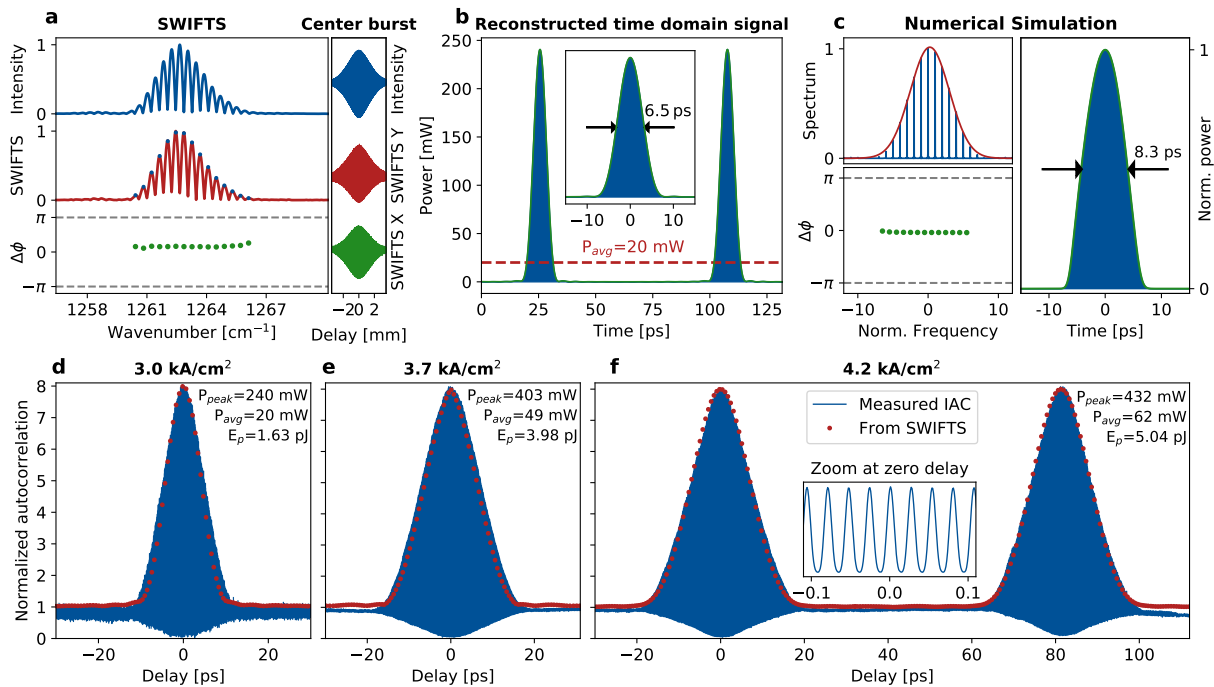 a
SWIFTS
Center burst
Intensity
1
0
SWIFTS
1
0
Δϕ
π
0
−π
1258
1261
1264
1267
Wavenumber [cm⁻¹]
Intensity
SWIFTS Y
SWIFTS X
−2 0 2
Delay [mm]
b
Reconstructed time domain signal
Power [mW]
250
200
150
100
50
0
6.5 ps
−10
0
10
P_avg=20 mW
0
25
50
75
100
125
Time [ps]
c
Numerical Simulation
Spectrum
1
1
Δϕ
π
0
−π
−10
0
10
Norm. Frequency
8.3 ps
1
0
Norm. power
−10
0
10
Time [ps]
d
3.0 kA/cm²
P_peak=240 mW
P_avg=20 mW
E_p=1.63 pJ
Normalized autocorrelation
8
7
6
5
4
3
2
1
0
−20
0
20
Delay [ps]
e
3.7 kA/cm²
P_peak=403 mW
P_avg=49 mW
E_p=3.98 pJ
−20
0
20
Delay [ps]
f
4.2 kA/cm²
Measured IAC
From SWIFTS
P_peak=432 mW
P_avg=62 mW
E_p=5.04 pJ
Zoom at zero delay
−0.1
0.0
0.1
−20
0
20
40
60
80
100
Delay [ps]